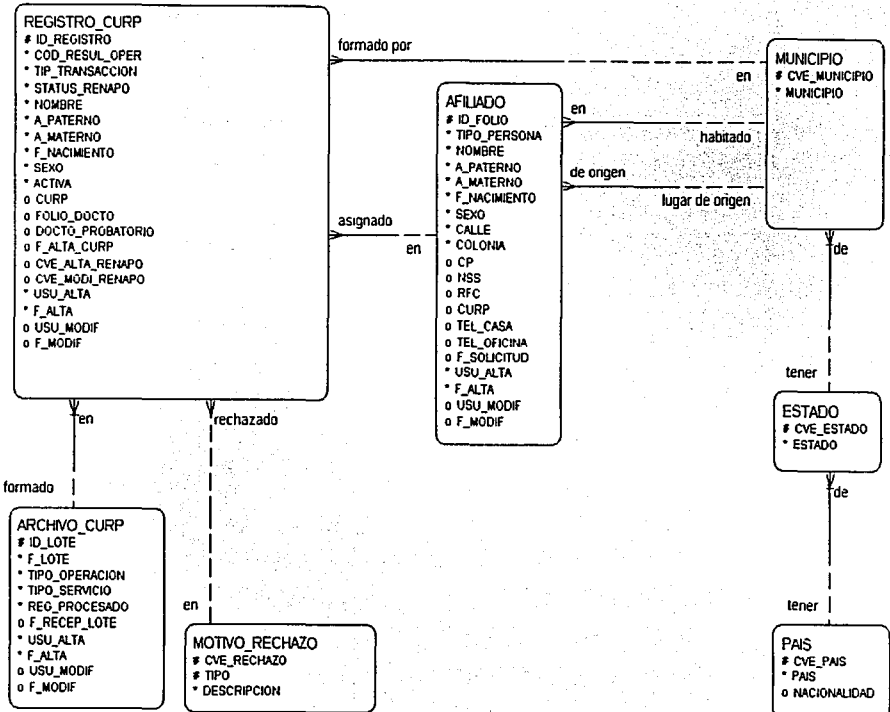 REGISTRO_CURP
# ID_REGISTRO
* COD_RESUL_OPER
* TIP_TRANSACCION
* STATUS_RENAPO
* NOMBRE
* A_PATERNO
* A_MATERNO
* F_NACIMIENTO
* SEXO
* ACTIVA
o CURP
o FOLIO_DOCTO
o DOCTO_PROBATORIO
o F_ALTA_CURP
o CVE_ALTA_RENAPO
o CVE_MODI_RENAPO
* USU_ALTA
* F_ALTA
o USU_MODIF
o F_MODIF
formado por
en
MUNICIPIO
# CVE_MUNICIPIO
* MUNICIPIO
AFILIADO
# ID_FOLIO
* TIPO_PERSONA
* NOMBRE
* A_PATERNO
* A_MATERNO
* F_NACIMIENTO
* SEXO
* CALLE
* COLONIA
o CP
o NSS
o RFC
o CURP
o TEL_CASA
o TEL_OFICINA
o F_SOLICITUD
* USU_ALTA
* F_ALTA
o USU_MODIF
o F_MODIF
en
habitado
de origen
lugar de origen
asignado
en
de
tener
ESTADO
# CVE_ESTADO
* ESTADO
de
tener
PAIS
# CVE_PAIS
* PAIS
o NACIONALIDAD
en
formado
ARCHIVO_CURP
# ID_LOTE
* F_LOTE
* TIPO_OPERACION
* TIPO_SERVICIO
* REG_PROCESADO
o F_RECEP_LOTE
* USU_ALTA
* F_ALTA
o USU_MODIF
o F_MODIF
rechazado
en
MOTIVO_RECHAZO
# CVE_RECHAZO
# TIPO
* DESCRIPCION